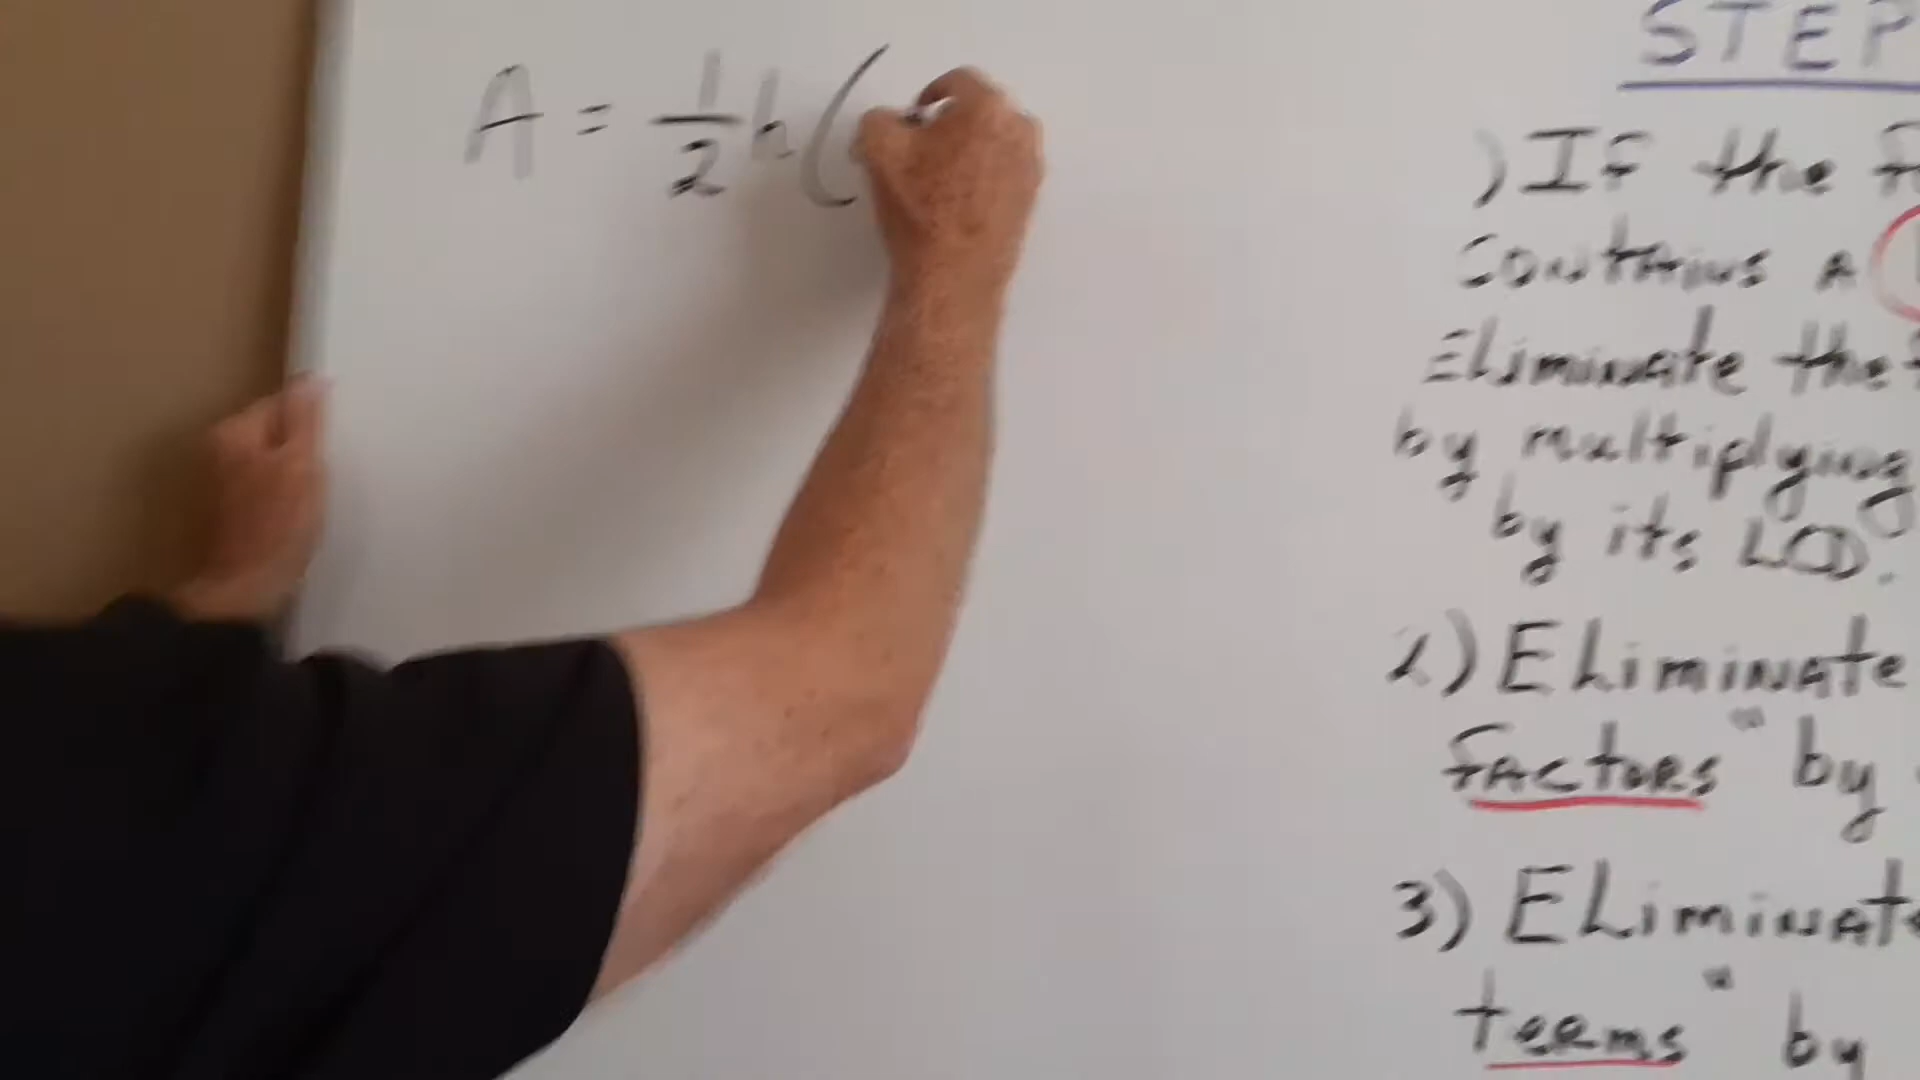 A = 1/2 h(
STEP
) If the
contains a
Eliminate the
by multiplying
by its LCD.
2) Eliminate
factors" by
3) Eliminate
"terms" by